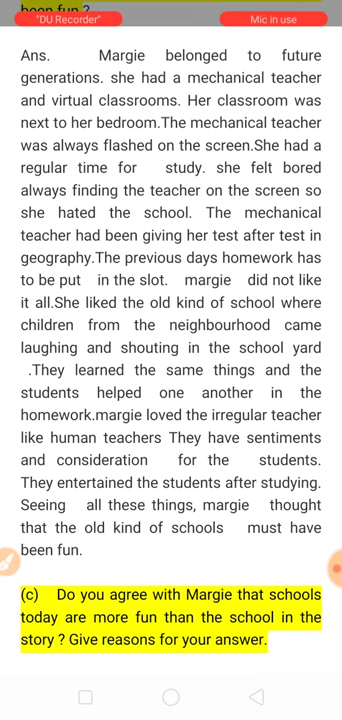 been fun ?
"DU Recorder"
Mic in use
Ans. Margie belonged to future
generations. she had a mechanical teacher
and virtual classrooms. Her classroom was
next to her bedroom.The mechanical teacher
was always flashed on the screen.She had a
regular time for study. she felt bored
always finding the teacher on the screen so
she hated the school. The mechanical
teacher had been giving her test after test in
geography.The previous days homework has
to be put in the slot. margie did not like
it all.She liked the old kind of school where
children from the neighbourhood came
laughing and shouting in the school yard
.They learned the same things and the
students helped one another in the
homework.margie loved the irregular teacher
like human teachers They have sentiments
and consideration for the students.
They entertained the students after studying.
Seeing all these things, margie thought
that the old kind of schools must have
been fun.
(c) Do you agree with Margie that schools
today are more fun than the school in the
story ? Give reasons for your answer.